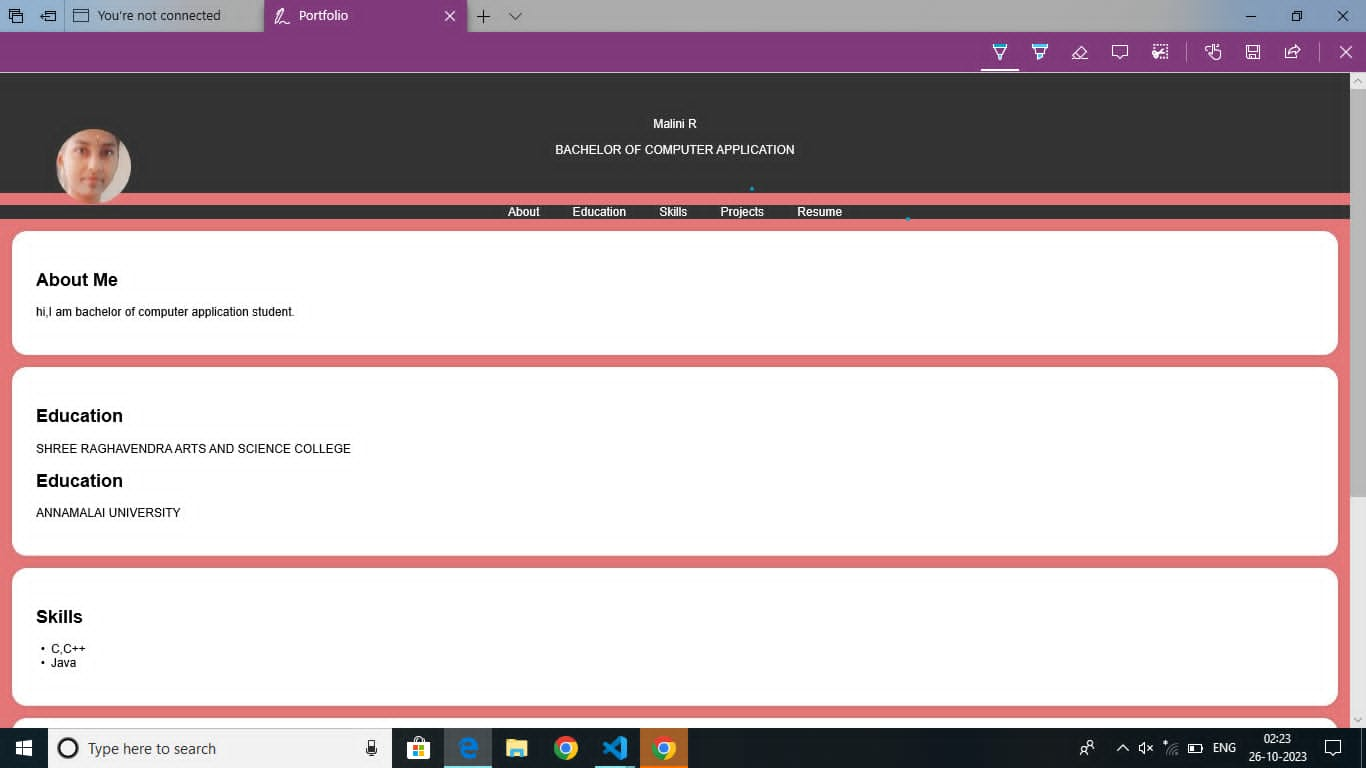 You're not connected
Portfolio
Malini R
BACHELOR OF COMPUTER APPLICATION
About Education Skills Projects Resume
About Me
hi,I am bachelor of computer application student.
Education
SHREE RAGHAVENDRA ARTS AND SCIENCE COLLEGE
Education
ANNAMALAI UNIVERSITY
Skills
• C,C++
• Java
Type here to search
ENG
02:23
26-10-2023